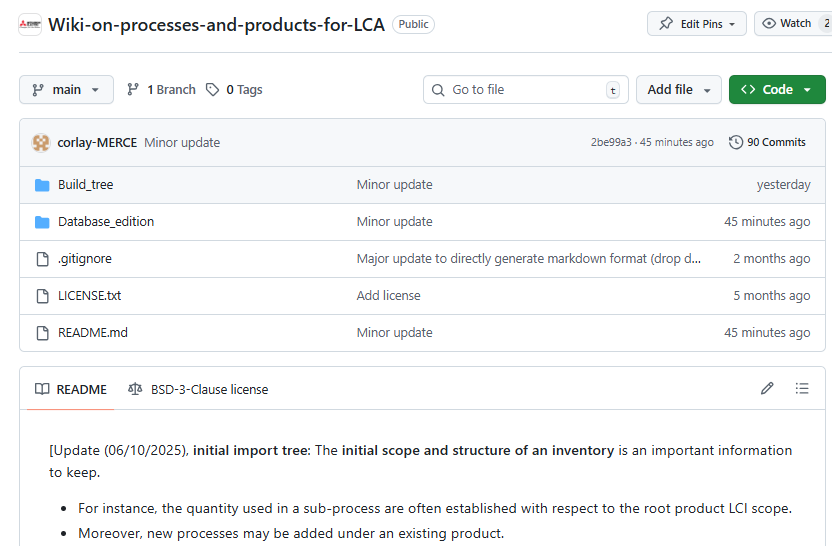 Wiki-on-processes-and-products-for-LCA Public Edit Pins Watch 2
main 1 Branch 0 Tags Go to file t Add file Code
corlay-MERCE Minor update 2be99a3 · 45 minutes ago 90 Commits
Build_tree Minor update yesterday
Database_edition Minor update 45 minutes ago
.gitignore Major update to directly generate markdown format (drop d... 2 months ago
LICENSE.txt Add license 5 months ago
README.md Minor update 45 minutes ago
README BSD-3-Clause license
[Update (06/10/2025), initial import tree: The initial scope and structure of an inventory is an important information
to keep.
• For instance, the quantity used in a sub-process are often established with respect to the root product LCI scope.
• Moreover, new processes may be added under an existing product.